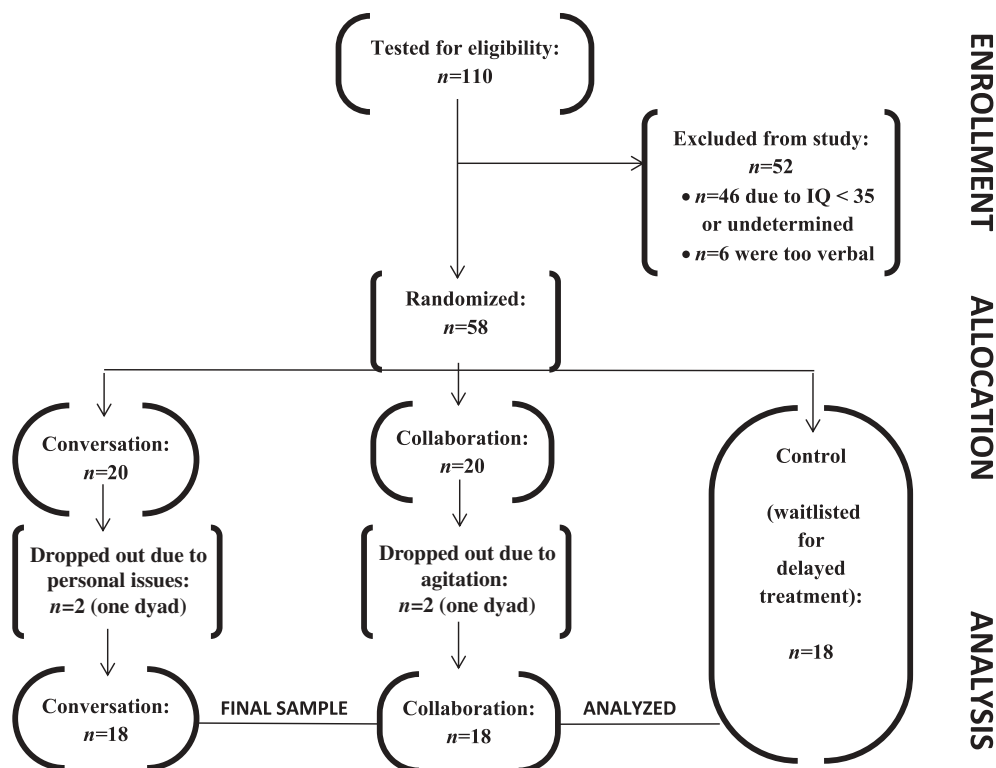 Tested for eligibility:
n=110
ENROLLMENT
Excluded from study:
n=52
• n=46 due to IQ < 35
or undetermined
• n=6 were too verbal
Randomized:
n=58
ALLOCATION
Conversation:
n=20
Collaboration:
n=20
Control
(waitlisted
for
delayed
treatment):
n=18
Dropped out due to
personal issues:
n=2 (one dyad)
Dropped out due to
agitation:
n=2 (one dyad)
ANALYSIS
Conversation:
n=18
FINAL SAMPLE
Collaboration:
n=18
ANALYZED